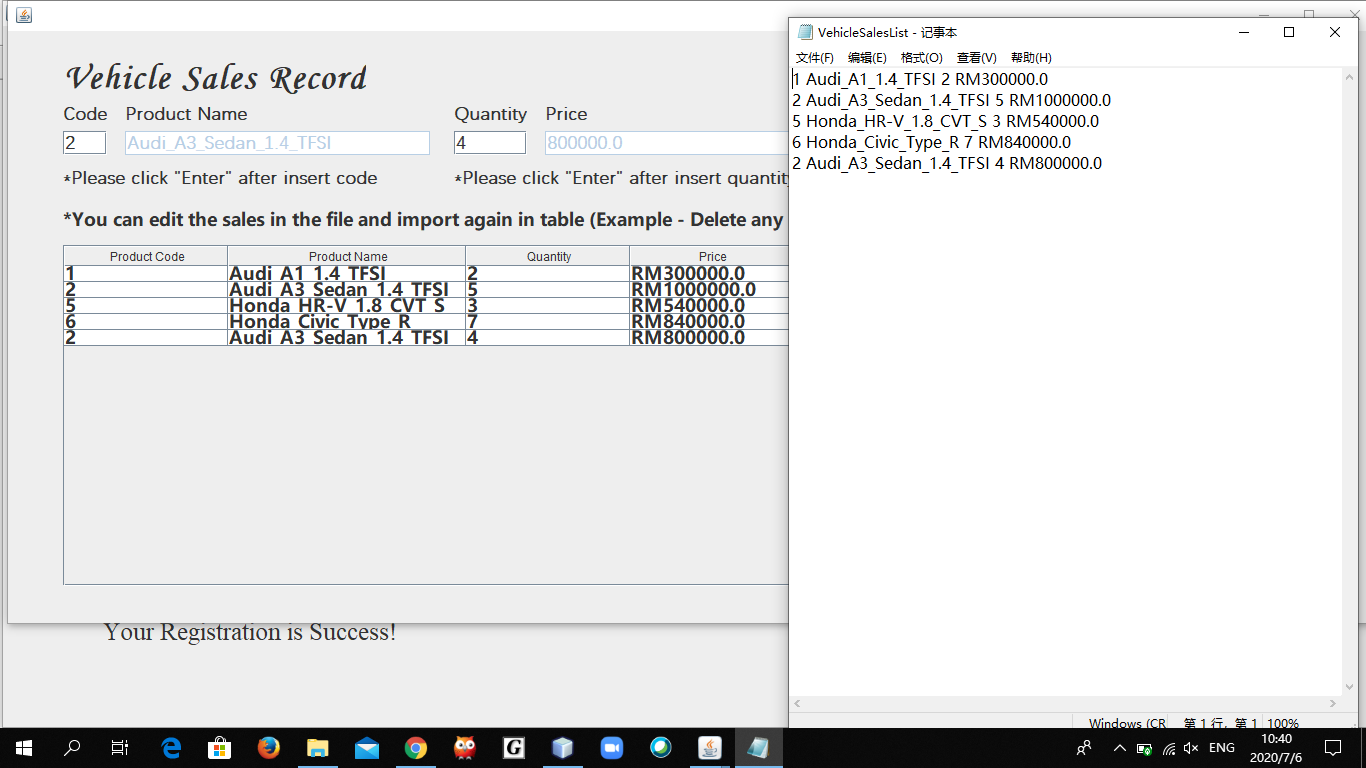 Vehicle Sales Record
Code Product Name Quantity Price
2 Audi_A3_Sedan_1.4_TFSI 4 800000.0
*Please click "Enter" after insert code *Please click "Enter" after insert quantity
*You can edit the sales in the file and import again in table (Example - Delete any
Product Code Product Name Quantity Price
1 Audi_A1_1.4_TFSI 2 RM300000.0
2 Audi_A3_Sedan_1.4_TFSI 5 RM1000000.0
5 Honda_HR-V_1.8_CVT_S 3 RM540000.0
6 Honda_Civic_Type_R 7 RM840000.0
2 Audi_A3_Sedan_1.4_TFSI 4 RM800000.0
Your Registration is Success!
VehicleSalesList - 记事本
文件(F) 编辑(E) 格式(O) 查看(V) 帮助(H)
1 Audi_A1_1.4_TFSI 2 RM300000.0
2 Audi_A3_Sedan_1.4_TFSI 5 RM1000000.0
5 Honda_HR-V_1.8_CVT_S 3 RM540000.0
6 Honda_Civic_Type_R 7 RM840000.0
2 Audi_A3_Sedan_1.4_TFSI 4 RM800000.0
Windows (CR 第 1 行，第 1 100%
G
ENG
10:40
2020/7/6